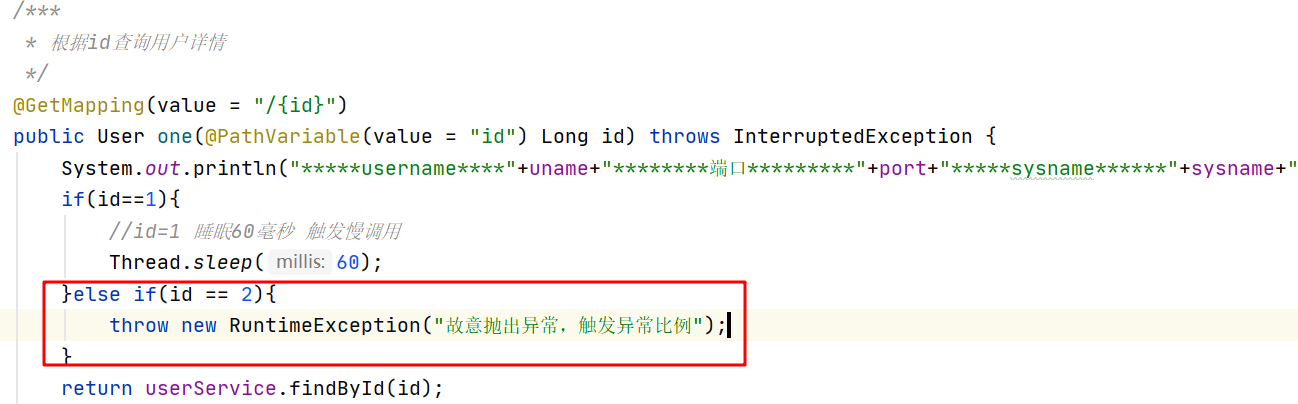 /***
 * 根据id查询用户详情
 */
@GetMapping(value = "/{id}")
public User one(@PathVariable(value = "id") Long id) throws InterruptedException {
    System.out.println("*****username****"+uname+"********端口*********"+port+"*****sysname******"+sysname+"
    if(id==1){
        //id=1 睡眠60毫秒 触发慢调用
        Thread.sleep( millis: 60);
    }else if(id == 2){
        throw new RuntimeException("故意抛出异常，触发异常比例");
    }
    return userService.findById(id);